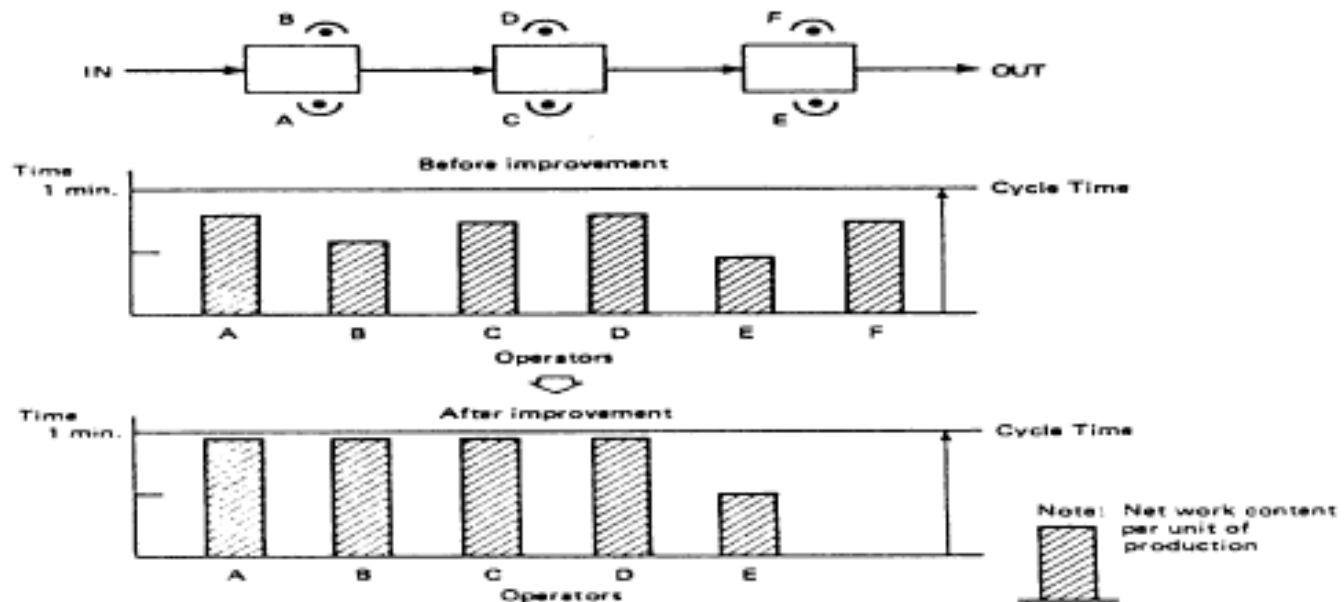 B D F
IN OUT
A C E
Before improvement
Time
1 min. Cycle Time
A B C D E F
Operators
After improvement
Time
1 min. Cycle Time
Note: Net work content
per unit of
production
A B C D E
Operators